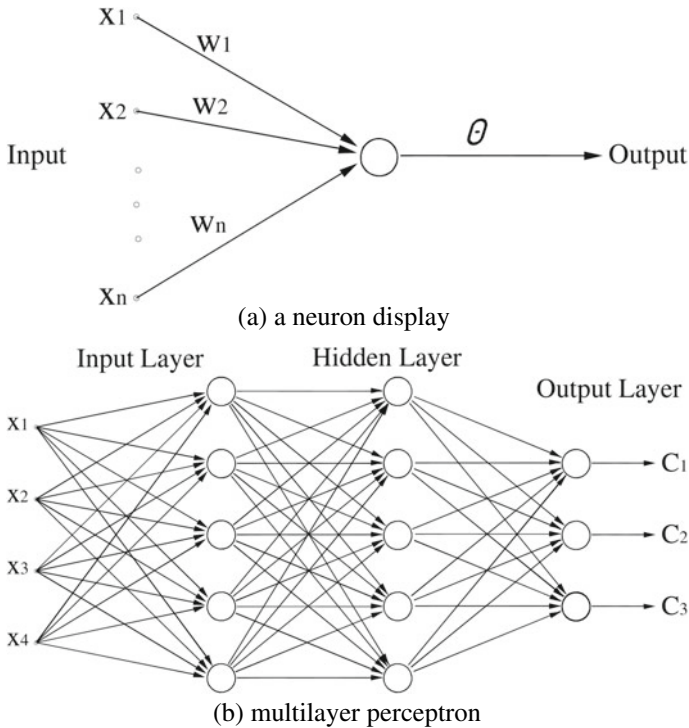 x1
w1
x2
w2
Input
θ
Output
wn
xn
(a) a neuron display
Input Layer
Hidden Layer
Output Layer
x1
C1
x2
C2
x3
C3
x4
(b) multilayer perceptron